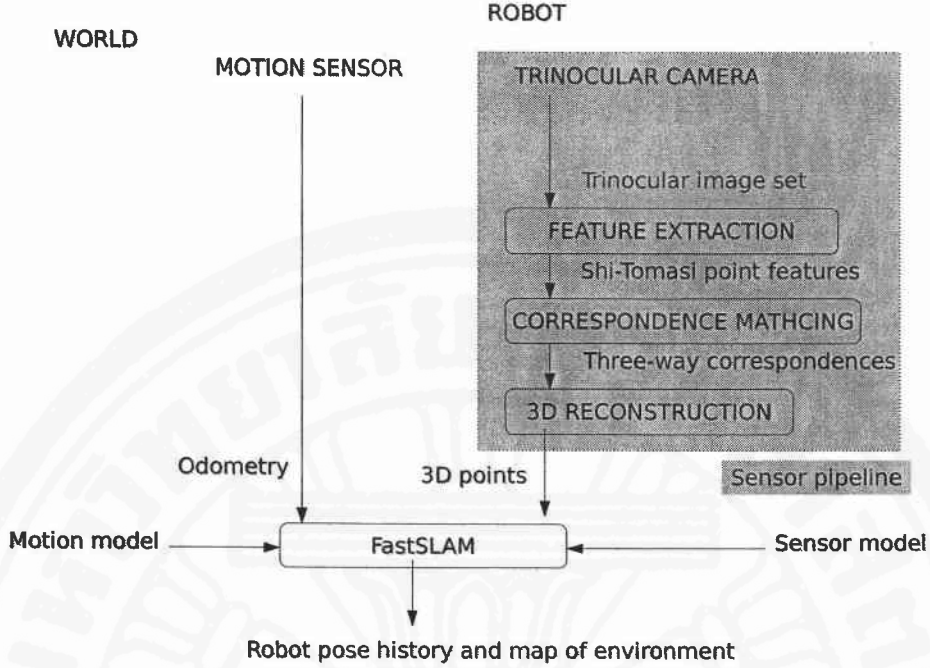 ROBOT
WORLD
MOTION SENSOR
TRINOCULAR CAMERA
Trinocular image set
FEATURE EXTRACTION
Shi-Tomasi point features
CORRESPONDENCE MATHCING
Three-way correspondences
3D RECONSTRUCTION
Odometry
3D points
Sensor pipeline
Motion model
FastSLAM
Sensor model
Robot pose history and map of environment